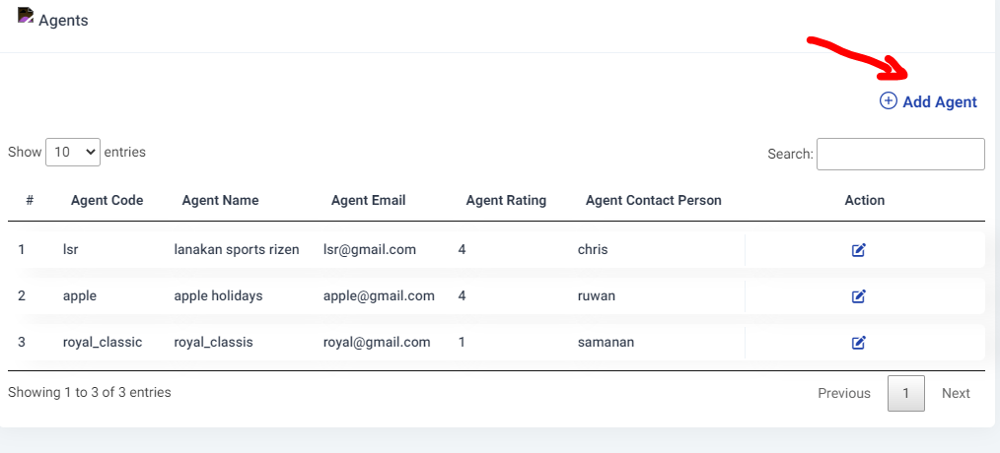 Agents
Add Agent
Show 10 entries
Search:
# Agent Code Agent Name Agent Email Agent Rating Agent Contact Person Action
1 lsr lanakan sports rizen lsr@gmail.com 4 chris
2 apple apple holidays apple@gmail.com 4 ruwan
3 royal_classic royal_classis royal@gmail.com 1 samanan
Showing 1 to 3 of 3 entries
Previous 1 Next